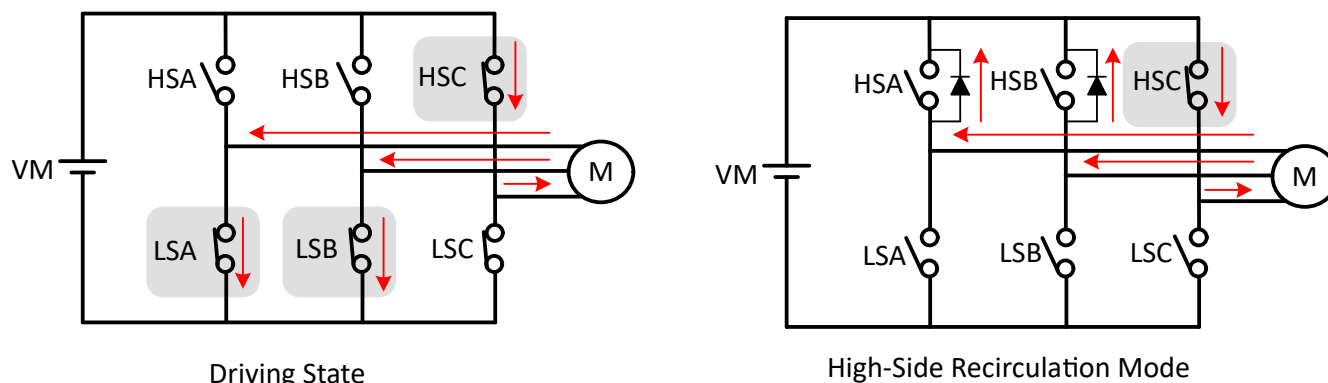 HSA HSB HSC
VM M
LSA LSB LSC
Driving State
HSA HSB HSC
VM M
LSA LSB LSC
High-Side Recirculation Mode